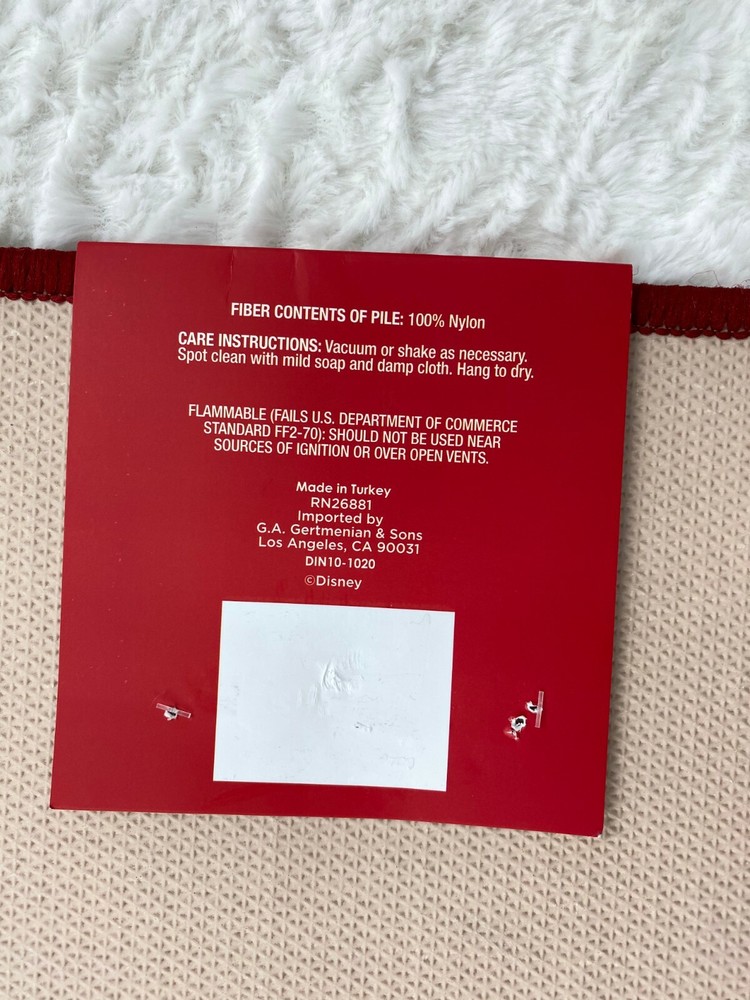 FIBER CONTENTS OF PILE: 100% Nylon
CARE INSTRUCTIONS: Vacuum or shake as necessary.
Spot clean with mild soap and damp cloth. Hang to dry.
FLAMMABLE (FAILS U.S. DEPARTMENT OF COMMERCE
STANDARD FF2-70): SHOULD NOT BE USED NEAR
SOURCES OF IGNITION OR OVER OPEN VENTS.
Made in Turkey
RN26881
Imported by
G.A. Gertmenian & Sons
Los Angeles, CA 90031
DIN10-1020
©Disney